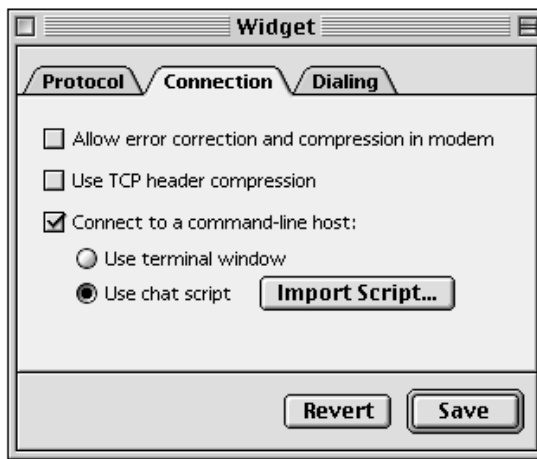 Widget
Protocol Connection Dialing
Allow error correction and compression in modem
Use TCP header compression
Connect to a command-line host:
Use terminal window
Use chat script Import Script...
Revert Save